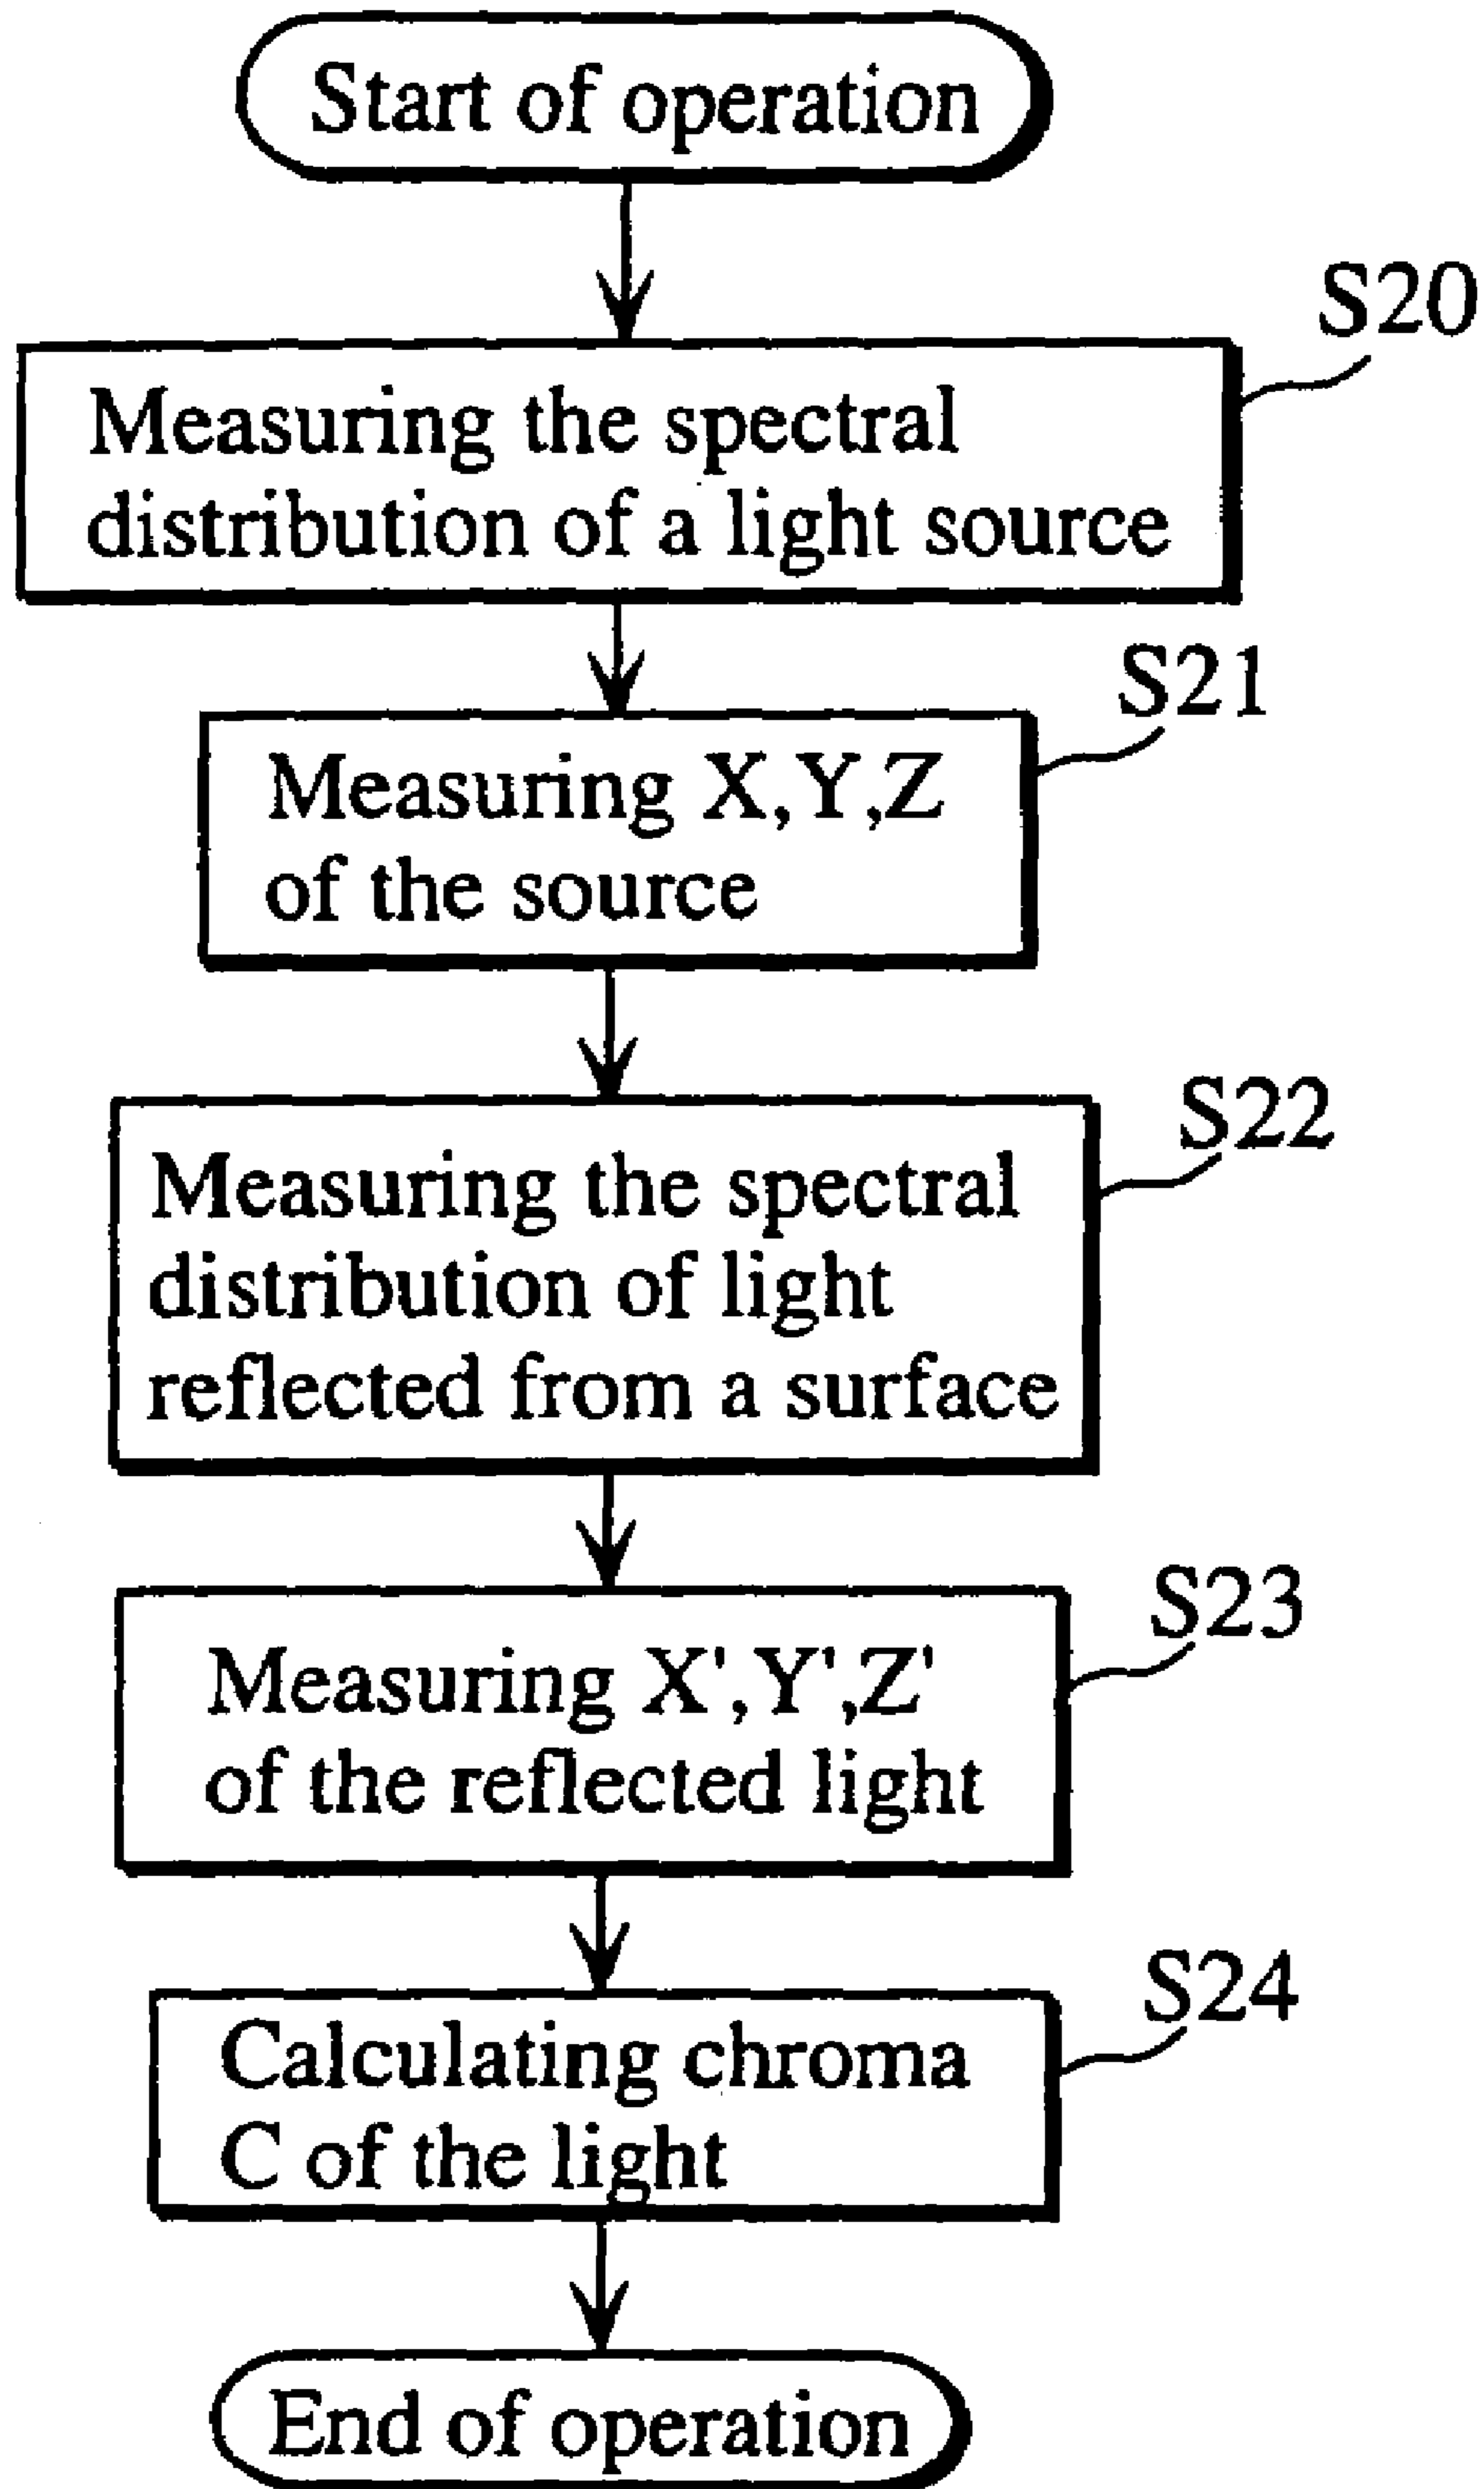 Start of operation
S20
Measuring the spectral
distribution of a light source
S21
Measuring X,Y,Z
of the source
S22
Measuring the spectral
distribution of light
reflected from a surface
S23
Measuring X',Y',Z'
of the reflected light
S24
Calculating chroma
C of the light
End of operation